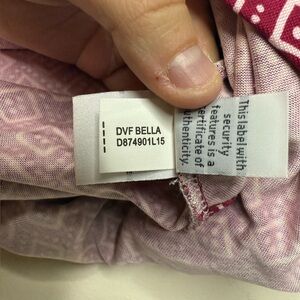 DVF BELLA
D874901L15
This label with
security
features is a
certificate of
authenticity.